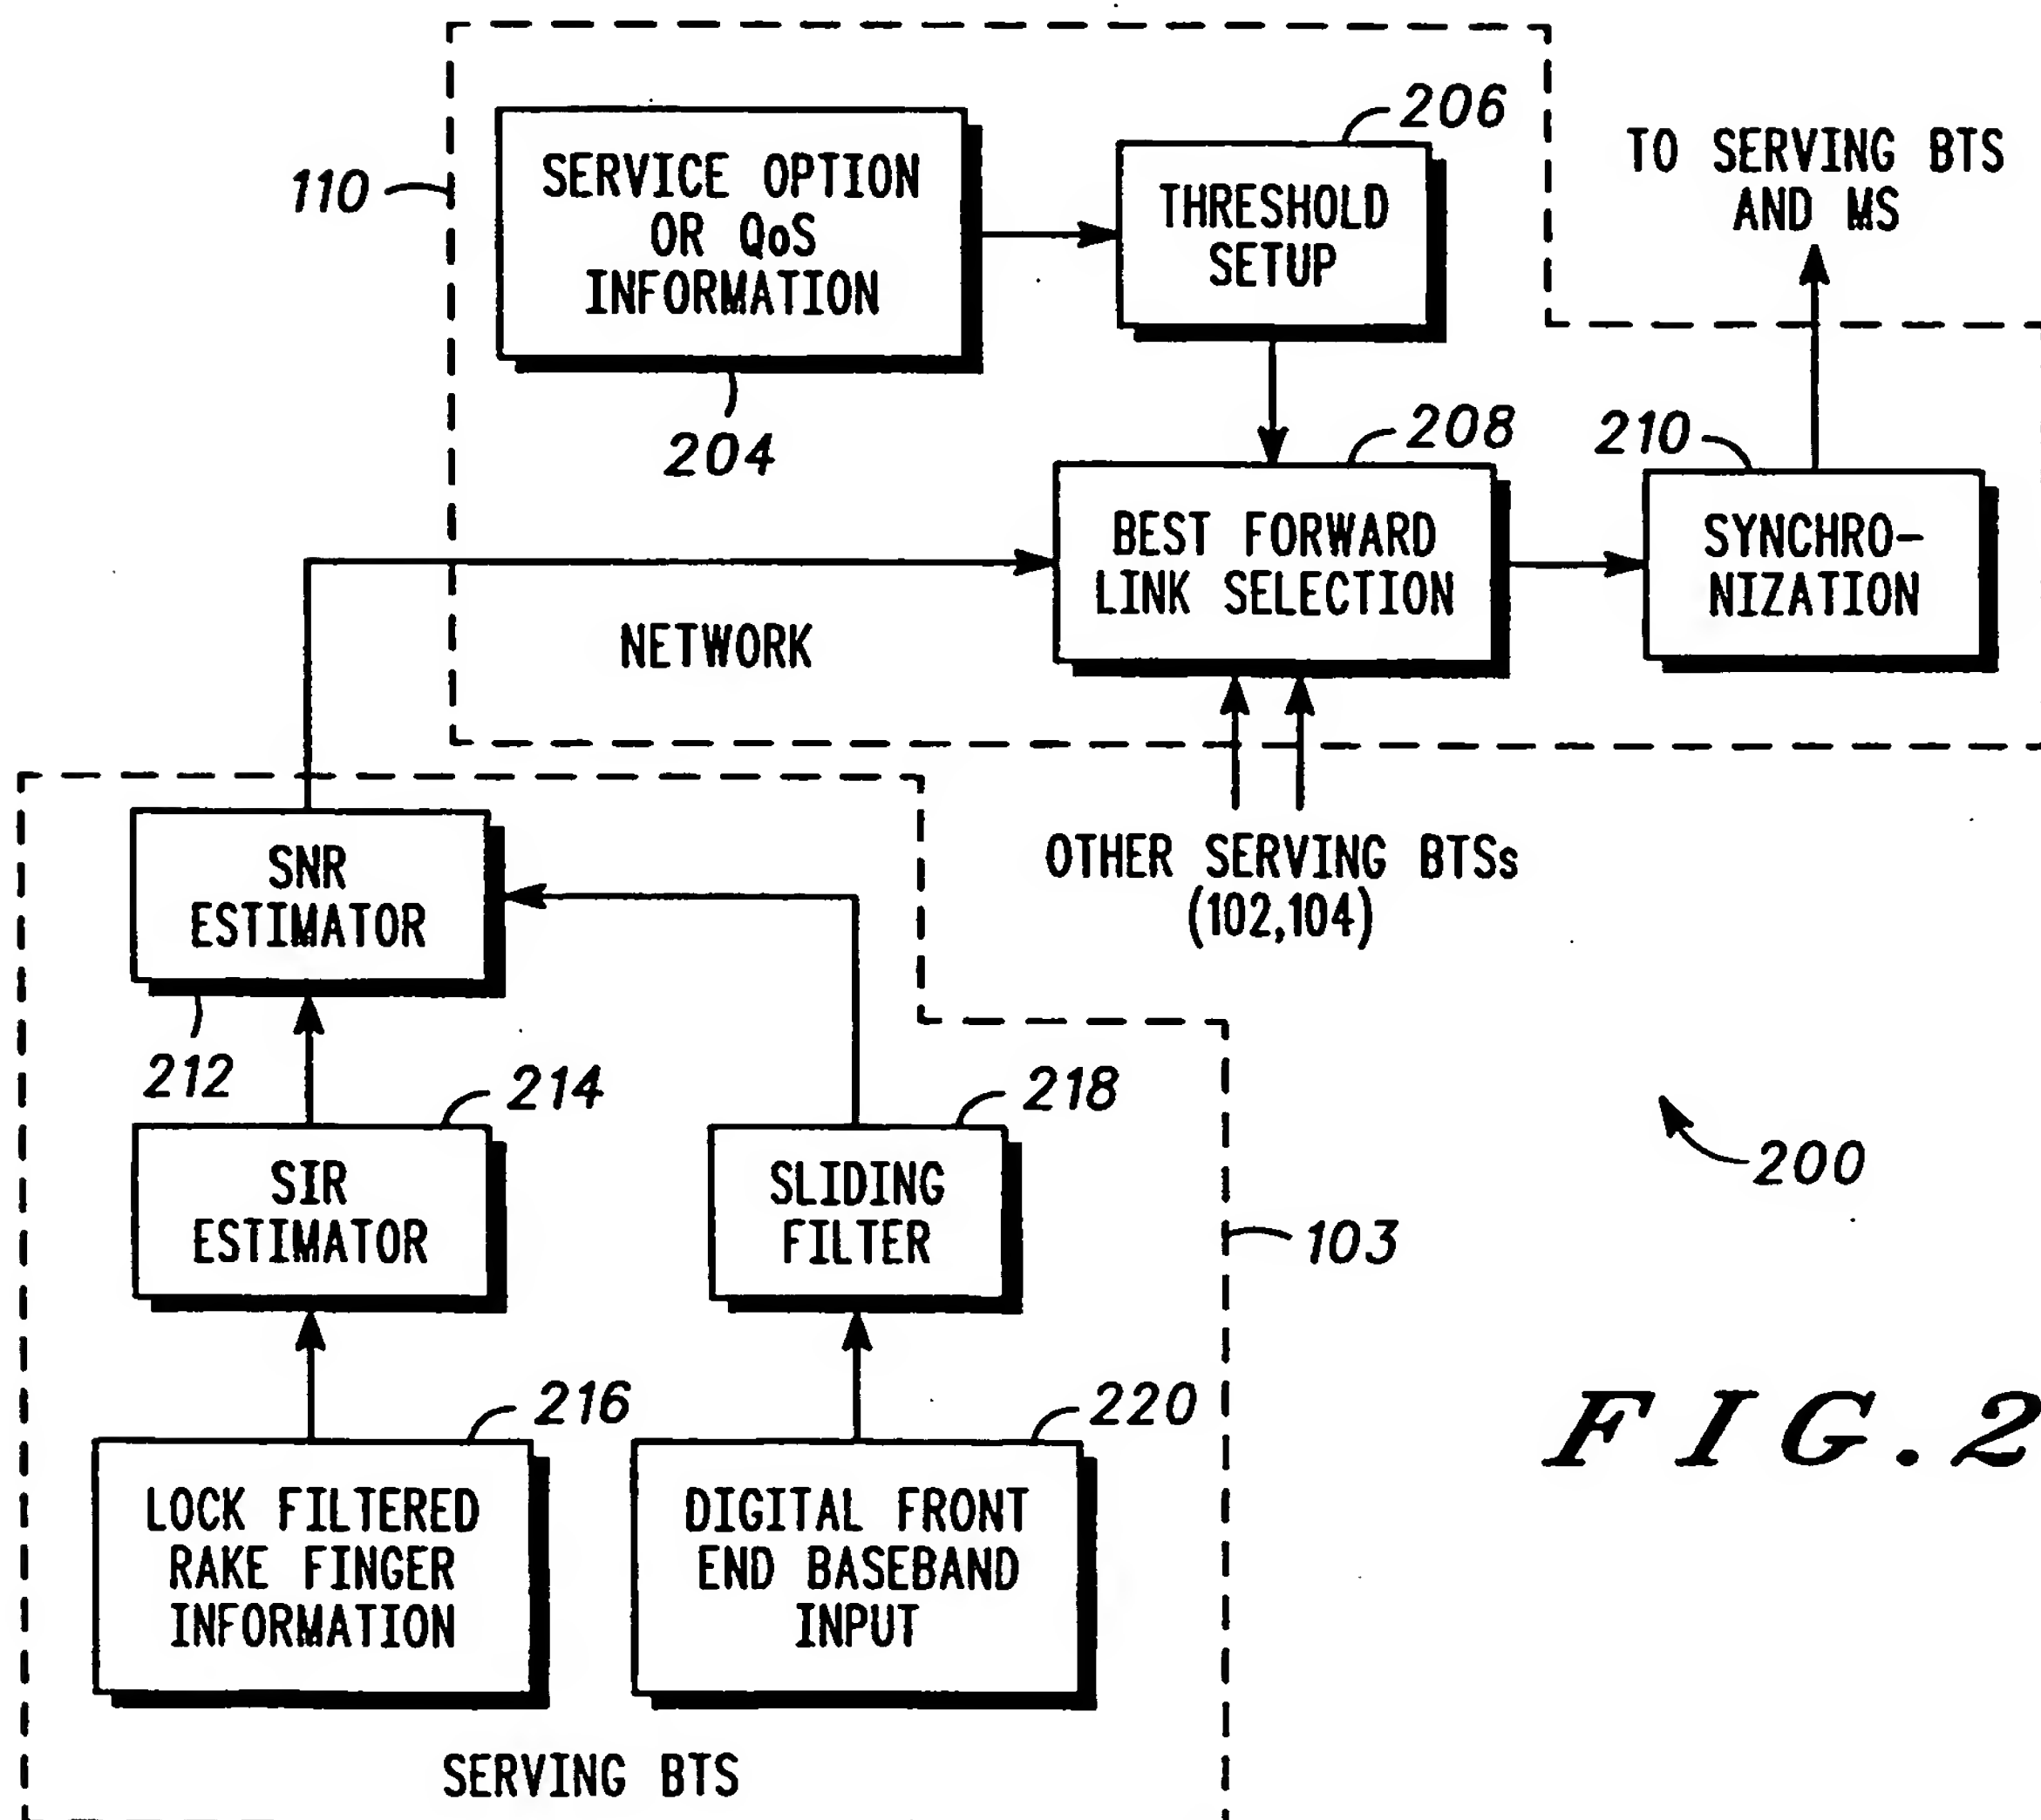 110
SERVICE OPTION
OR QoS
INFORMATION
204
206
THRESHOLD
SETUP
TO SERVING BTS
AND MS
208
BEST FORWARD
LINK SELECTION
210
SYNCHRO-
NIZATION
NETWORK
OTHER SERVING BTSs
(102,104)
SNR
ESTIMATOR
212
214
SIR
ESTIMATOR
218
SLIDING
FILTER
200
103
216
LOCK FILTERED
RAKE FINGER
INFORMATION
220
DIGITAL FRONT
END BASEBAND
INPUT
SERVING BTS
FIG.2